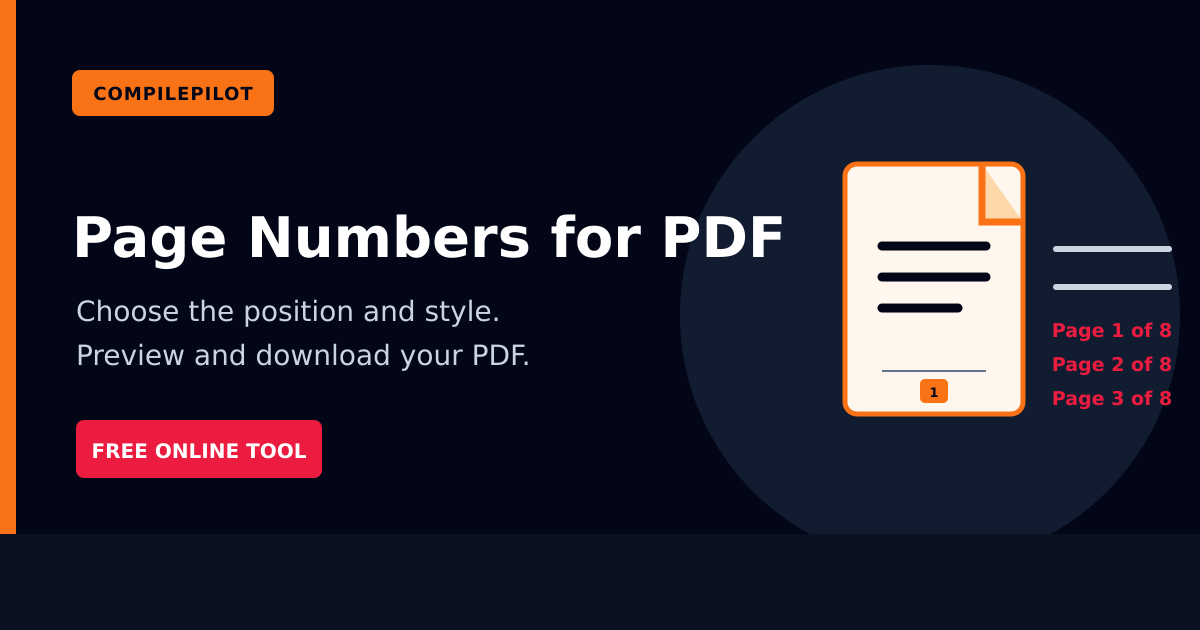 COMPILEPILOT
Page Numbers for PDF
Choose the position and style.
Preview and download your PDF.
FREE ONLINE TOOL
1
Page 1 of 8
Page 2 of 8
Page 3 of 8